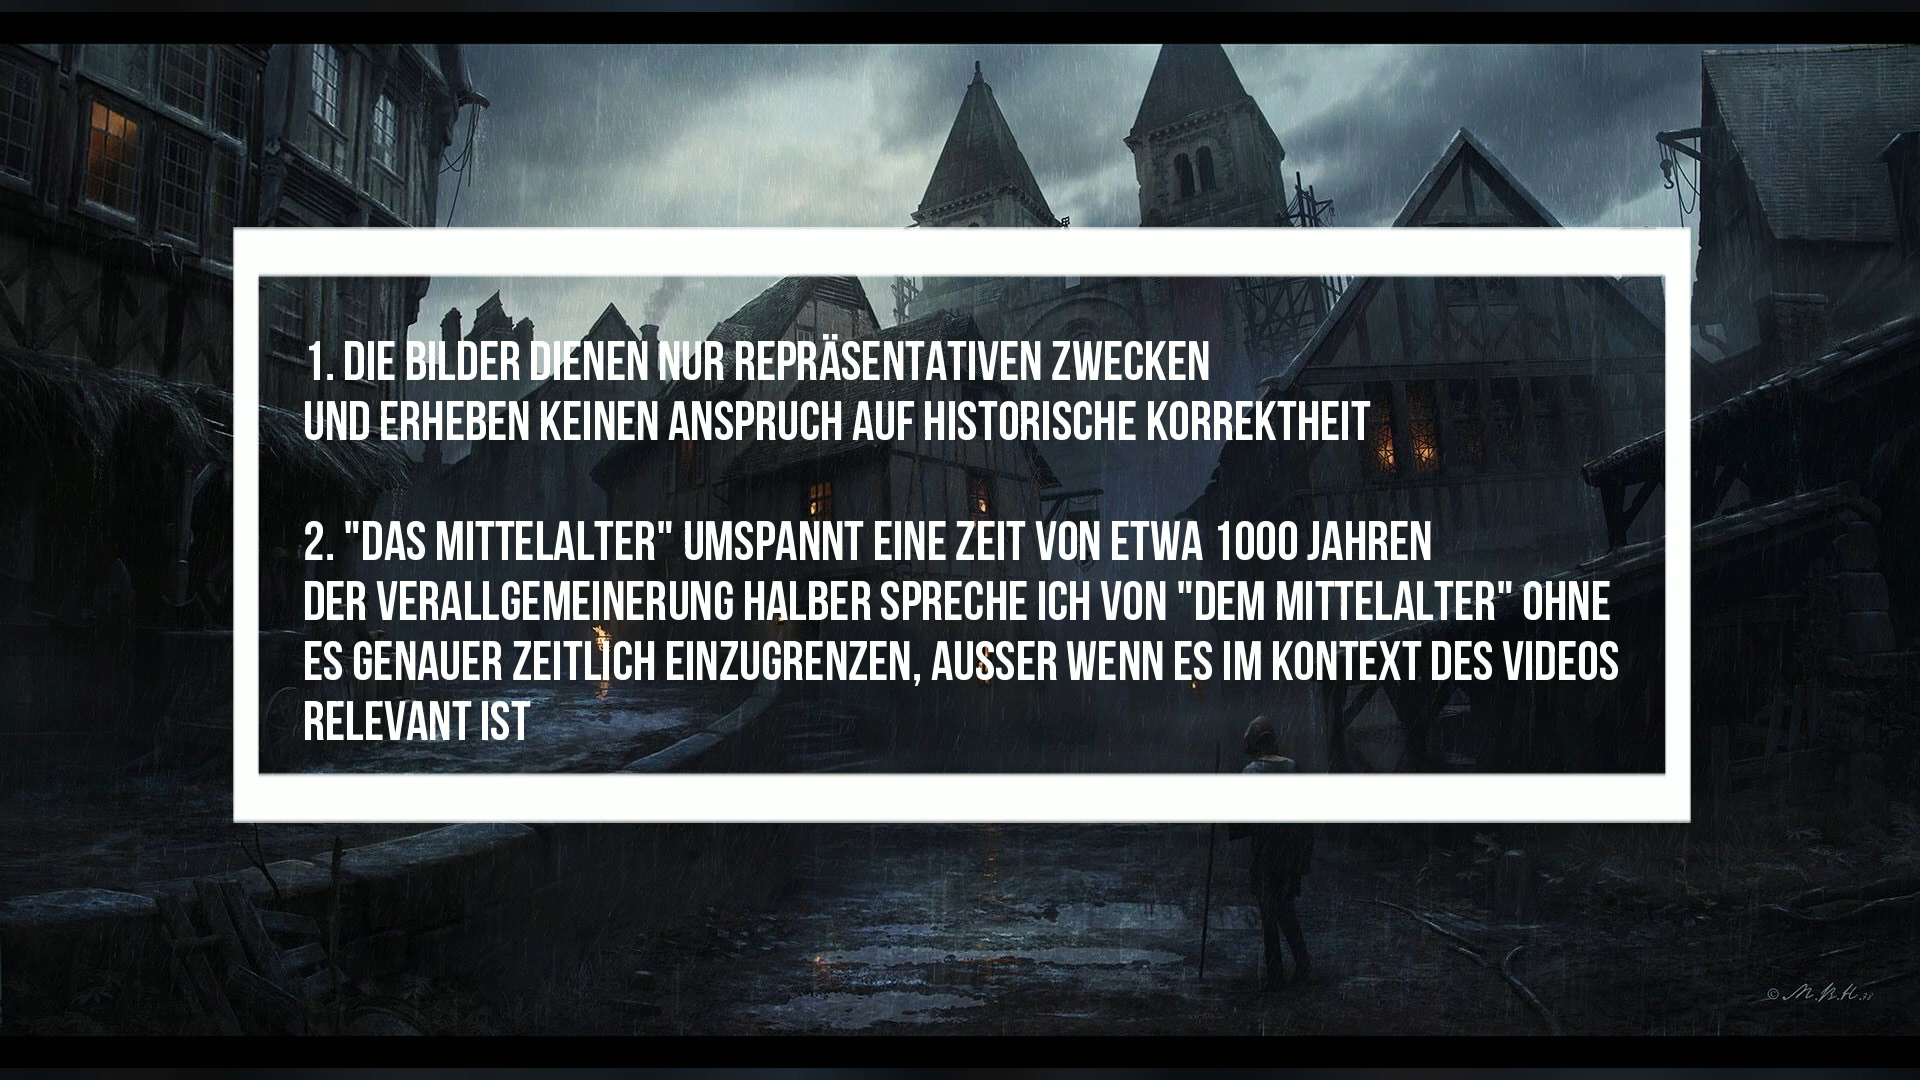 1. DIE BILDER DIENEN NUR REPRÄSENTATIVEN ZWECKEN
UND ERHEBEN KEINEN ANSPRUCH AUF HISTORISCHE KORREKTHEIT
2. "DAS MITTELALTER" UMSPANNT EINE ZEIT VON ETWA 1000 JAHREN
DER VERALLGEMEINERUNG HALBER SPRECHE ICH VON "DEM MITTELALTER" OHNE
ES GENAUER ZEITLICH EINZUGRENZEN, AUSSER WENN ES IM KONTEXT DES VIDEOS
RELEVANT IST